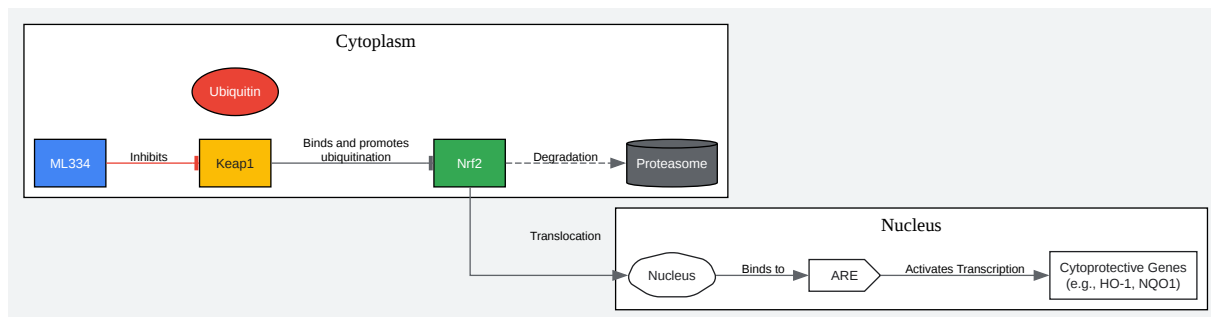 Cytoplasm
Ubiquitin
ML334
Inhibits
Keap1
Binds and promotes
ubiquitination
Nrf2
Degradation
Proteasome
Translocation
Nucleus
Nucleus
Binds to
ARE
Activates Transcription
Cytoprotective Genes
(e.g., HO-1, NQO1)